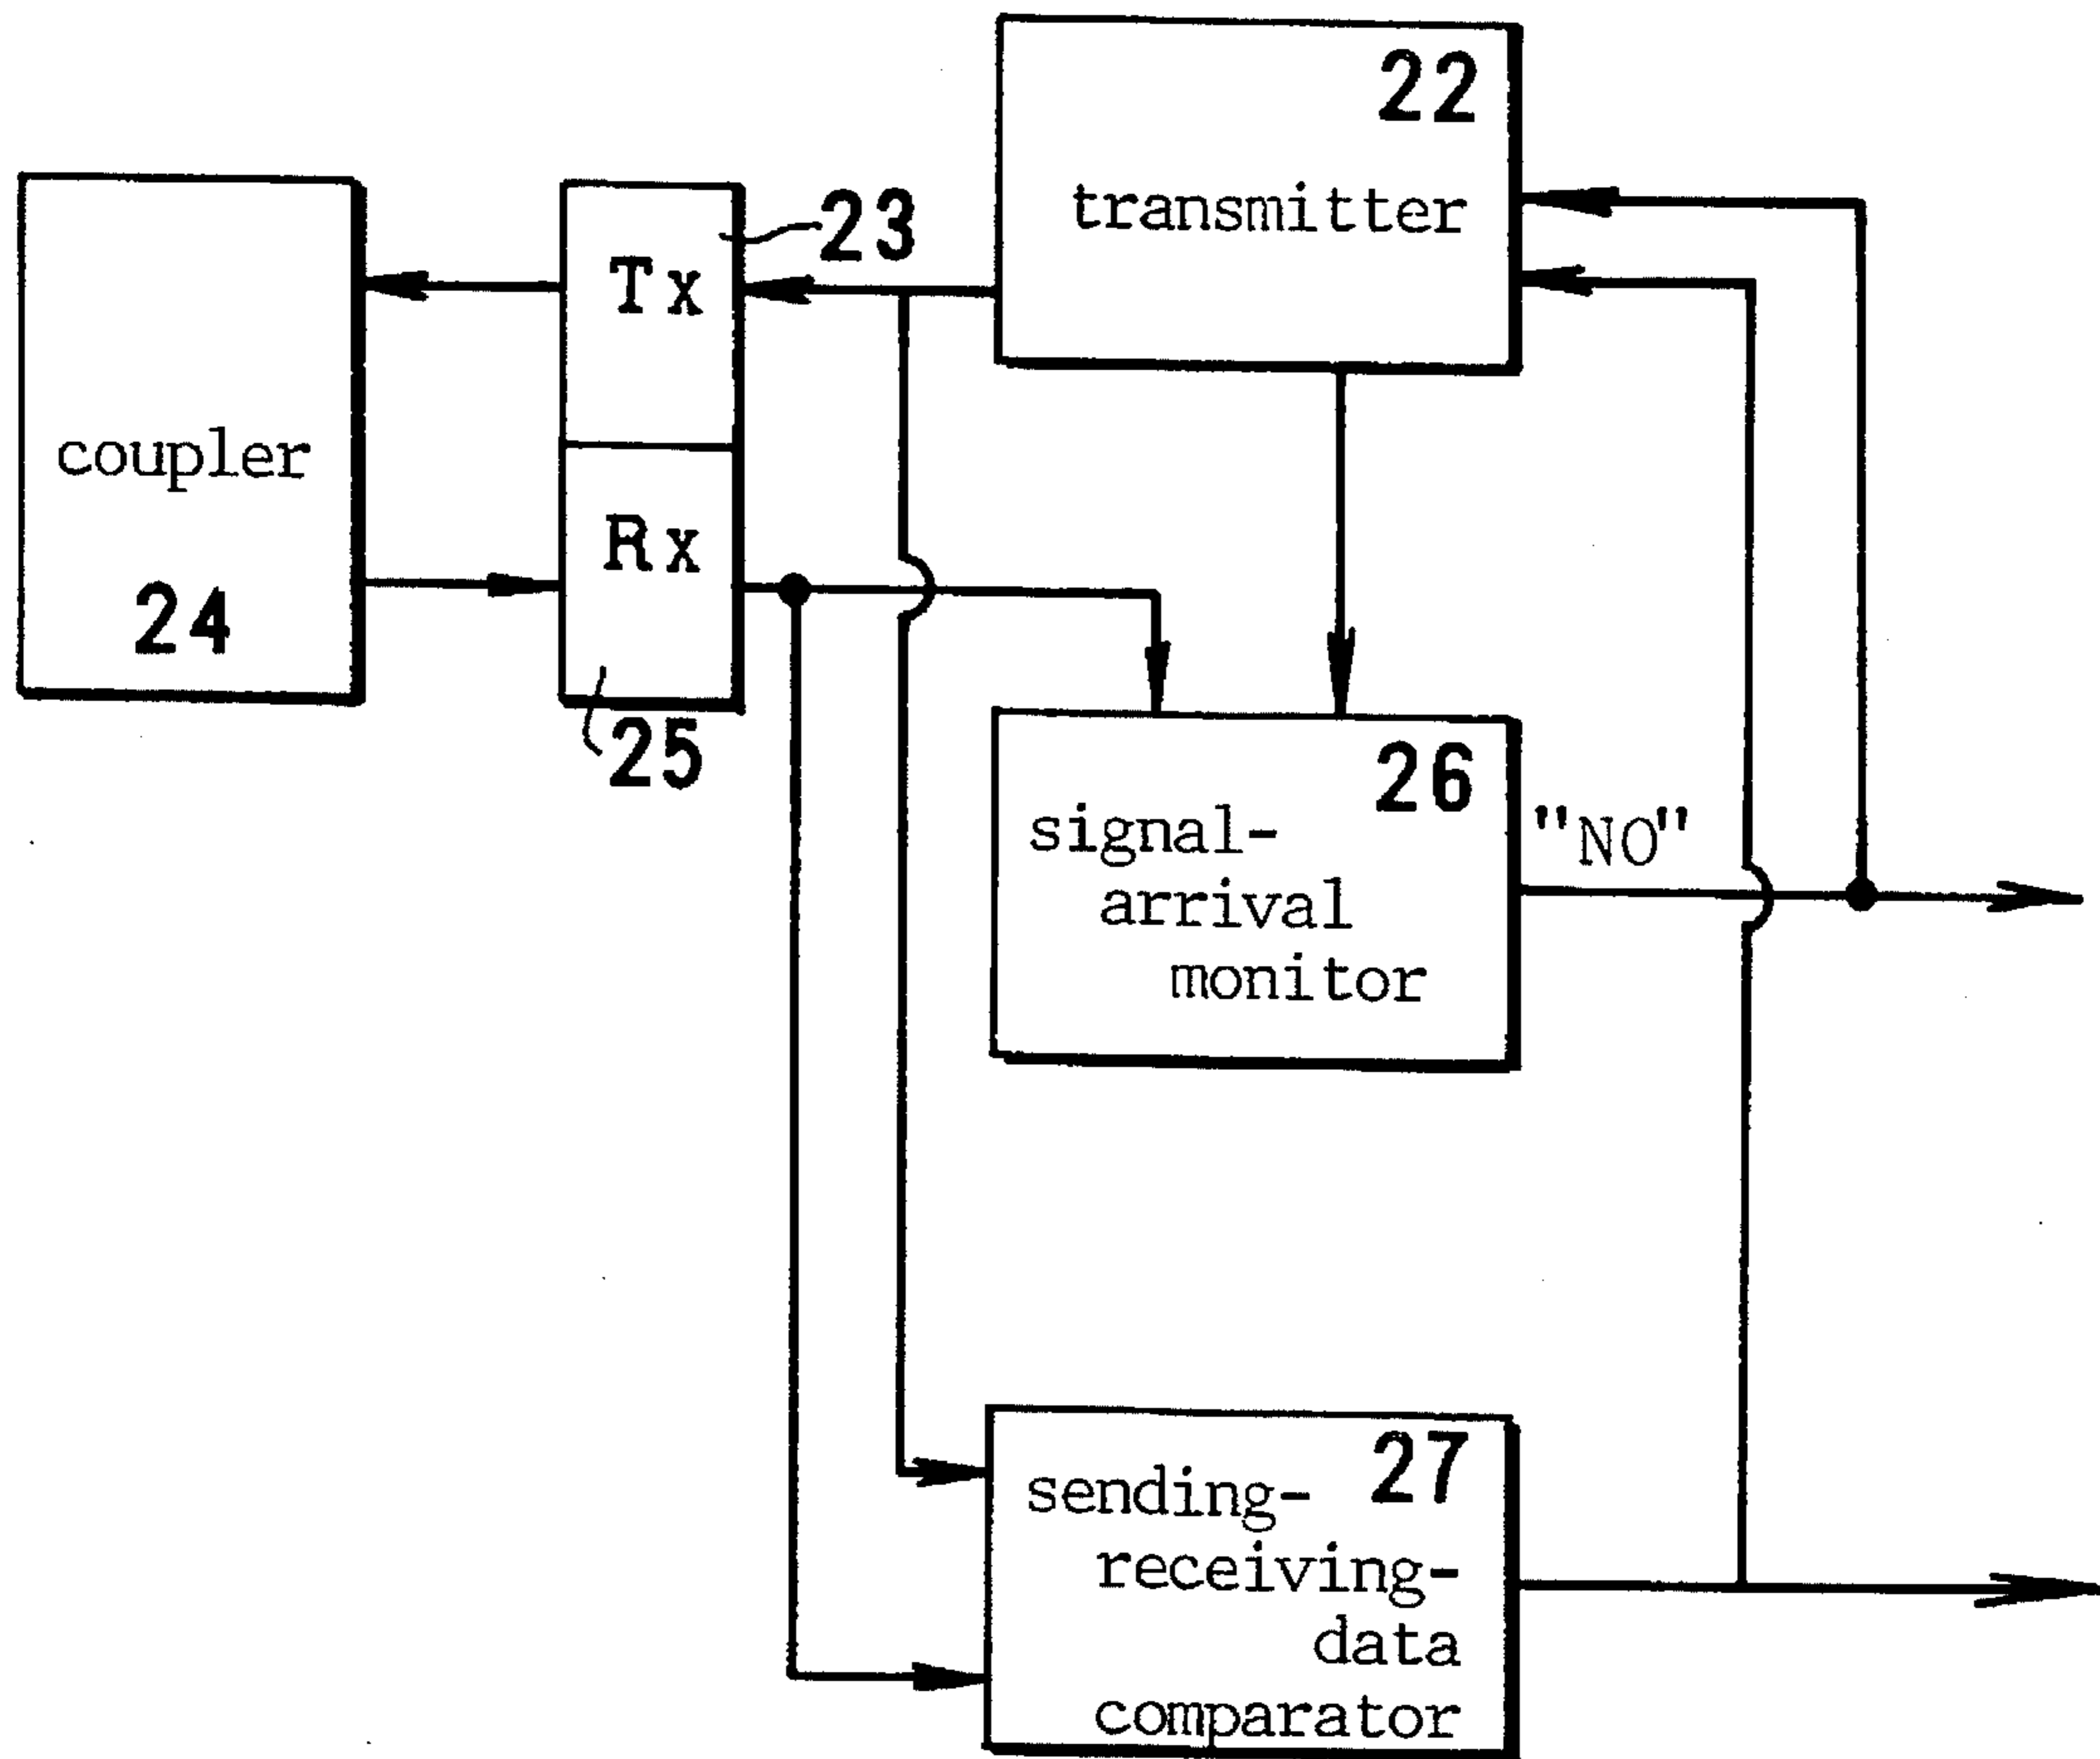 22
transmitter
23
Tx
coupler
24
Rx
25
26
signal-
arrival
monitor
"NO"
27
sending-
receiving-
data
comparator